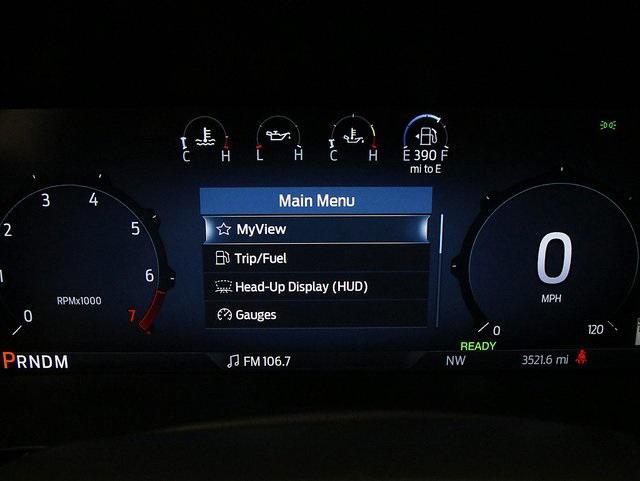 C H
L H
C H
E 390 F
mi to E
Main Menu
MyView
Trip/Fuel
Head-Up Display (HUD)
Gauges
0 1 2 3 4 5 6 7
RPMx1000
0
MPH
0 120
READY
PRNDM
FM 106.7
NW
3521.6 mi